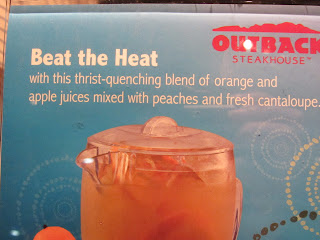 OUTBACK
STEAKHOUSE
Beat the Heat
with this thrist-quenching blend of orange and
apple juices mixed with peaches and fresh cantaloupe.